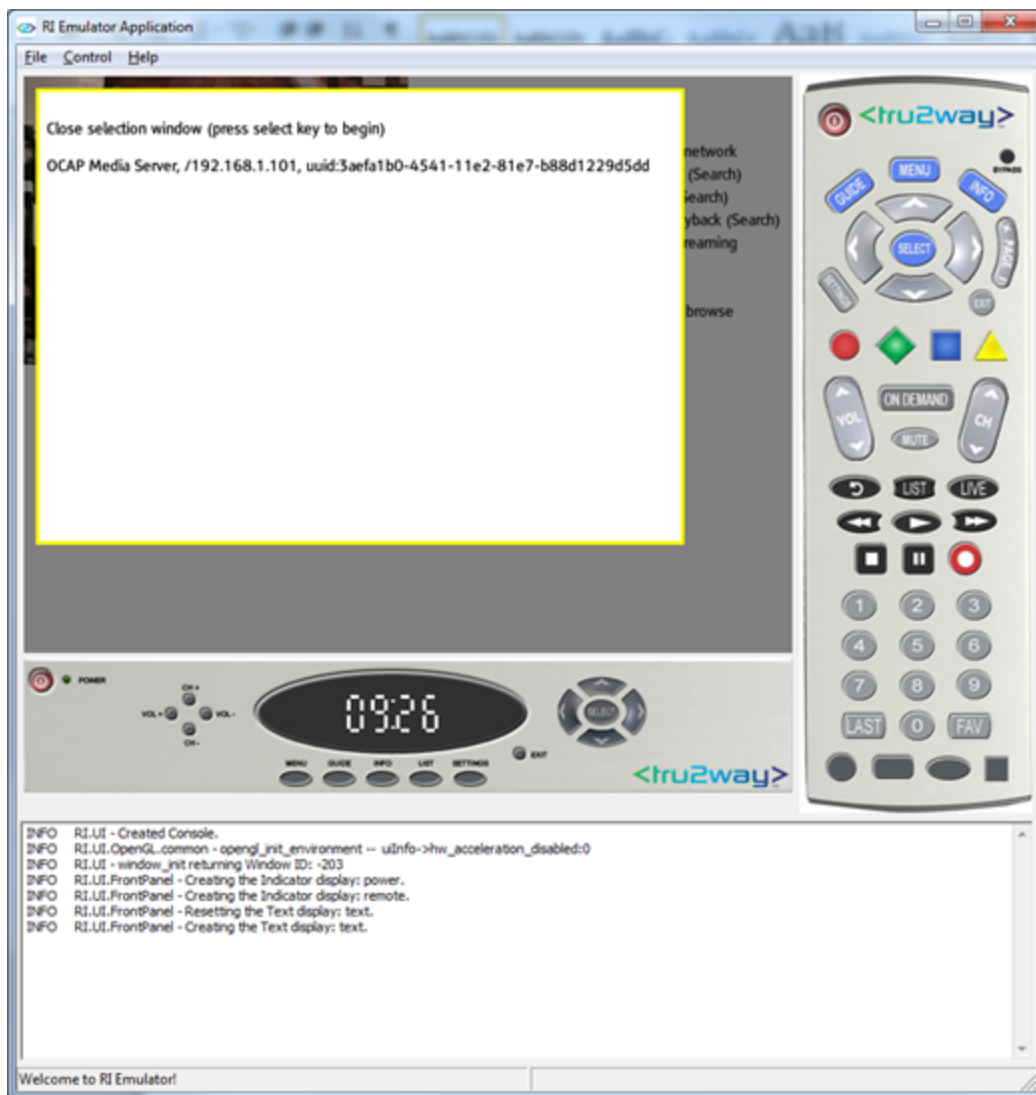 RI Emulator Application
File Control Help
Close selection window (press select key to begin)
OCAP Media Server, /192.168.1.101, uuid:3aefa1b0-4541-11e2-81e7-b88d1229d5dd
network
(Search)
Search)
yback (Search)
reaming
browse
<tru2way>
BYPASS
MENU
GUIDE
INFO
SELECT
PAGE
SETTINGS
EXIT
VOL
ON DEMAND
CH
MUTE
LIST LIVE
1 2 3
4 5 6
7 8 9
LAST 0 FAV
POWER
CH +
VOL + VOL -
CH -
09:26
SELECT
EXIT
MENU GUIDE INFO LIST SETTINGS
<tru2way>
INFO RI.UI - Created Console.
INFO RI.UI.OpenGL.common - opengl_init_environment -- uiInfo->hw_acceleration_disabled:0
INFO RI.UI - window_init returning Window ID: -203
INFO RI.UI.FrontPanel - Creating the Indicator display: power.
INFO RI.UI.FrontPanel - Creating the Indicator display: remote.
INFO RI.UI.FrontPanel - Resetting the Text display: text.
INFO RI.UI.FrontPanel - Creating the Text display: text.
Welcome to RI Emulator!